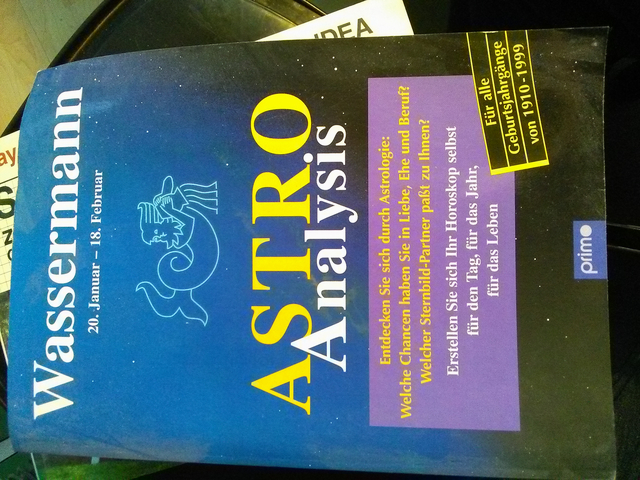 Wassermann
20. Januar – 18. Februar
ASTRO
Analysis
Entdecken Sie sich durch Astrologie:
Welche Chancen haben Sie in Liebe, Ehe und Beruf?
Welcher Sternbild-Partner paßt zu Ihnen?
Erstellen Sie sich Ihr Horoskop selbst
für den Tag, für das Jahr,
für das Leben
Für alle
Geburtsjahrgänge
von 1910-1999
primo
IDEA
ay